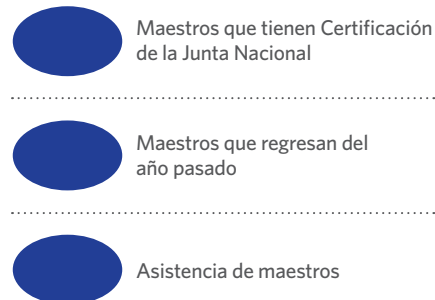 Maestros que tienen Certificación
de la Junta Nacional
Maestros que regresan del
año pasado
Asistencia de maestros